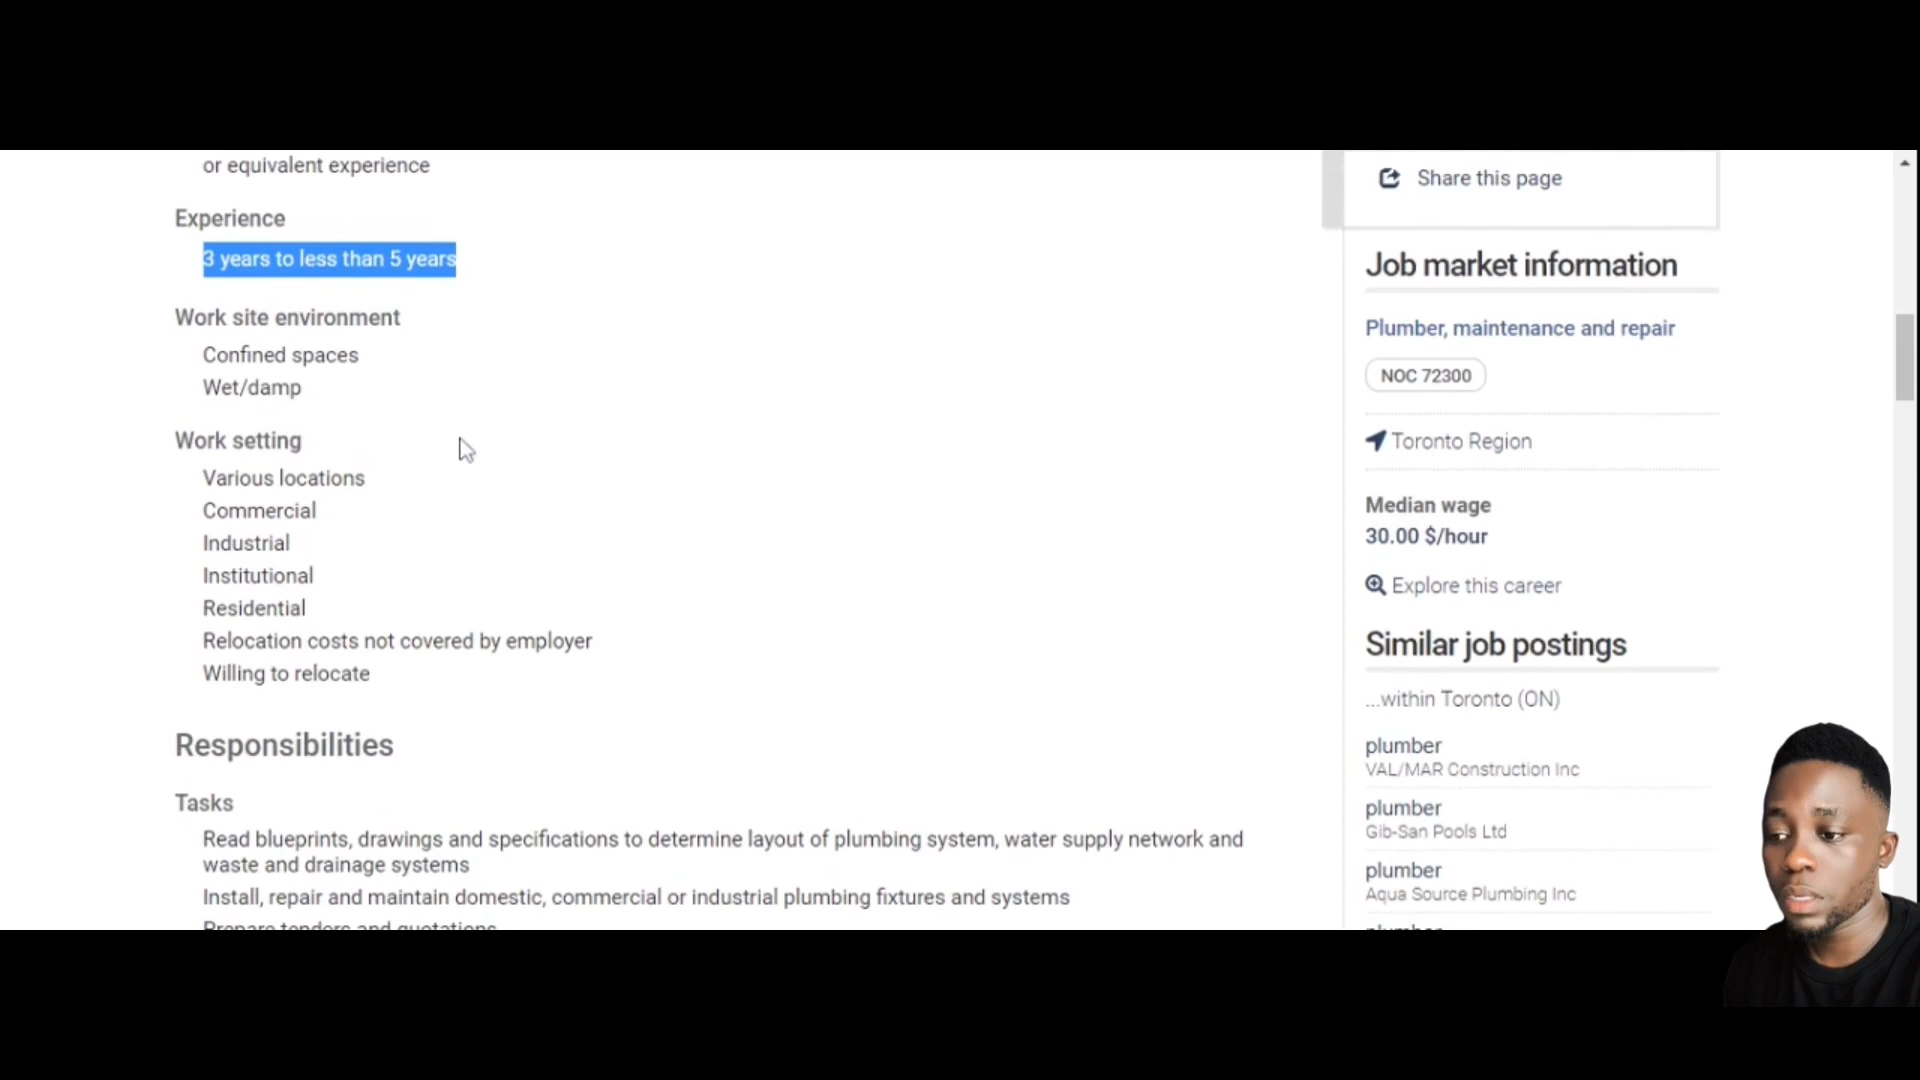 or equivalent experience
Experience
3 years to less than 5 years
Work site environment
Confined spaces
Wet/damp
Work setting
Various locations
Commercial
Industrial
Institutional
Residential
Relocation costs not covered by employer
Willing to relocate
Responsibilities
Tasks
Read blueprints, drawings and specifications to determine layout of plumbing system, water supply network and
waste and drainage systems
Install, repair and maintain domestic, commercial or industrial plumbing fixtures and systems
Prepare tenders and quotations
Share this page
Job market information
Plumber, maintenance and repair
NOC 72300
Toronto Region
Median wage
30.00 $/hour
Explore this career
Similar job postings
...within Toronto (ON)
plumber
VAL/MAR Construction Inc
plumber
Gib-San Pools Ltd
plumber
Aqua Source Plumbing Inc
plumber